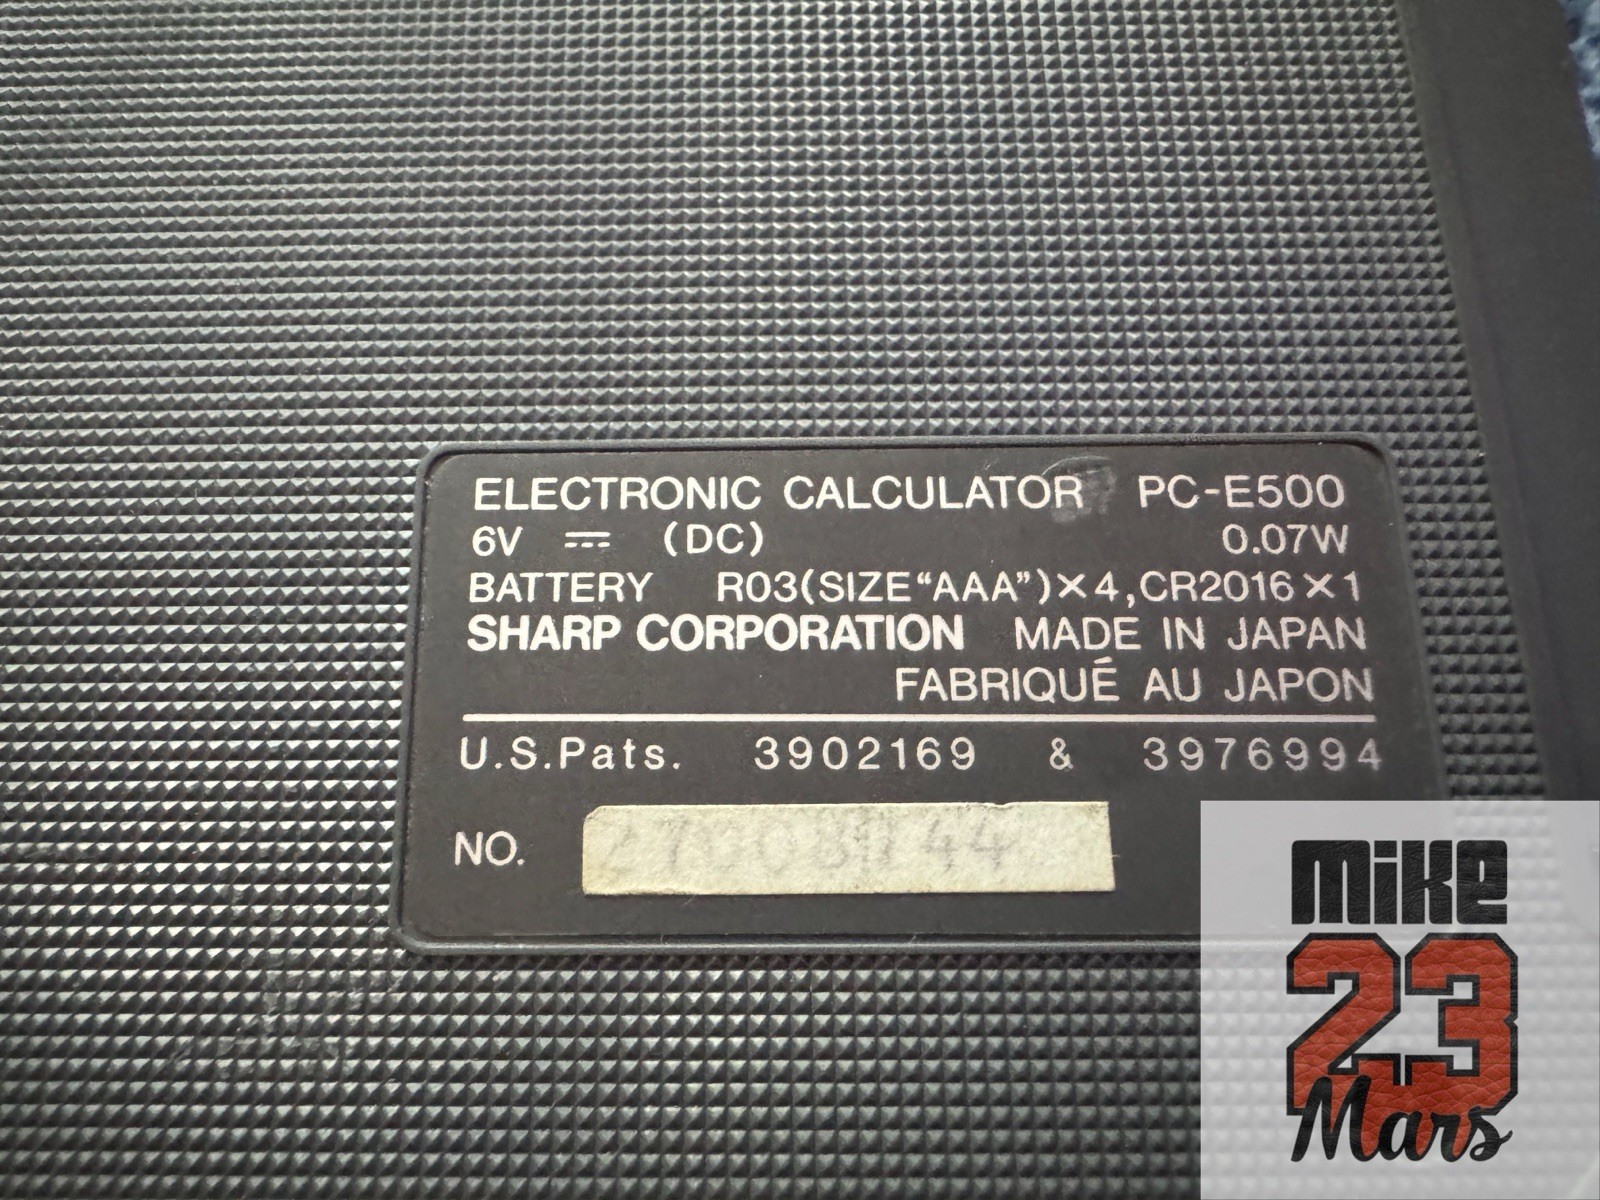 ELECTRONIC CALCULATOR PC-E500
6V ⎓ (DC) 0.07W
BATTERY R03(SIZE“AAA”)×4,CR2016×1
SHARP CORPORATION MADE IN JAPAN
FABRIQUÉ AU JAPON
U.S.Pats. 3902169 & 3976994
NO.
MiKe
23
Mars